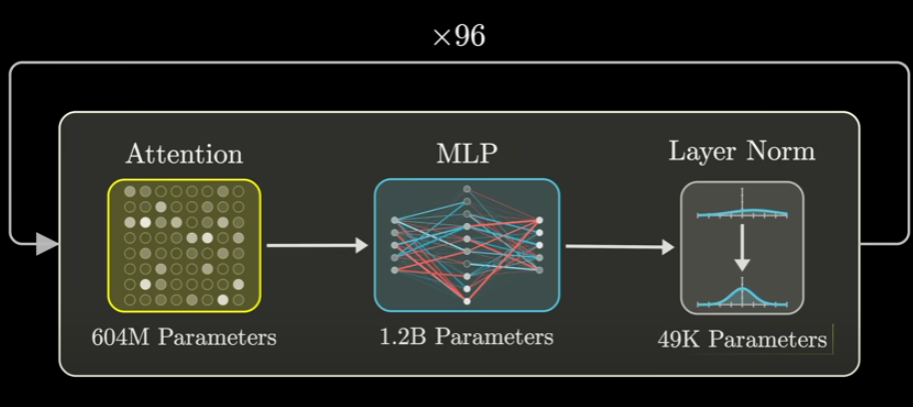 ×96
Attention
MLP
Layer Norm
604M Parameters
1.2B Parameters
49K Parameters